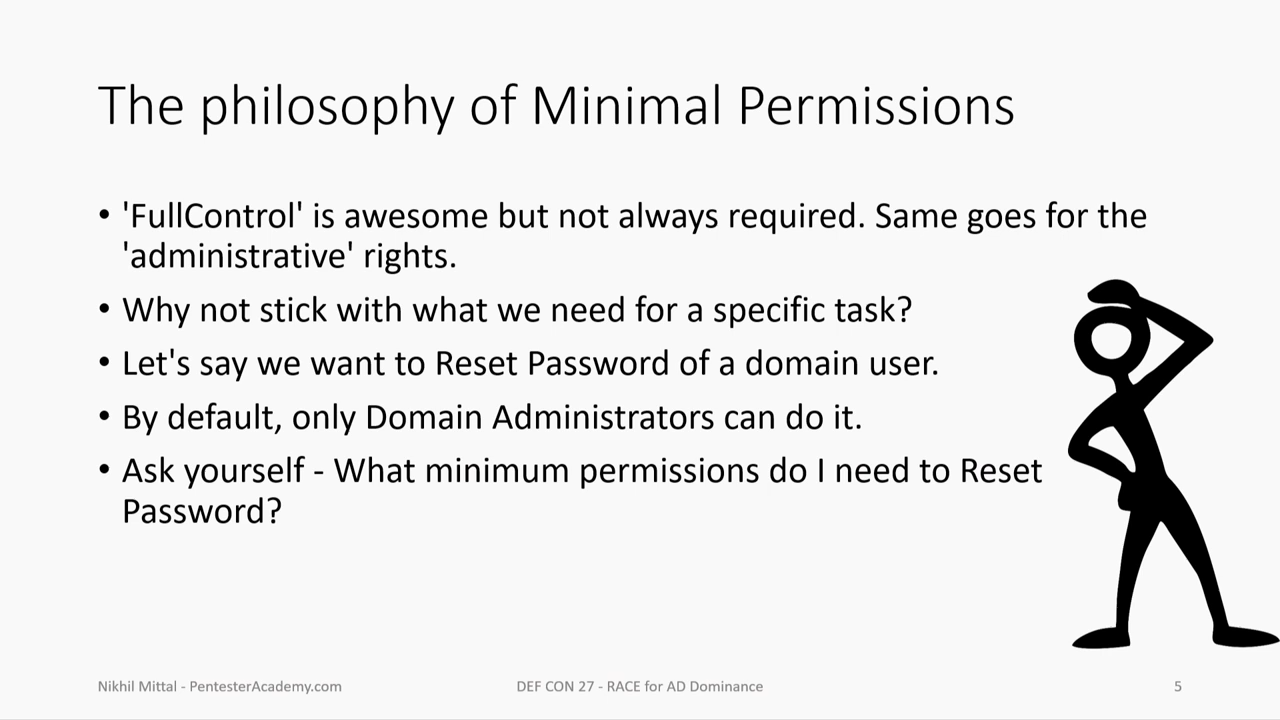 The philosophy of Minimal Permissions
• 'FullControl' is awesome but not always required. Same goes for the
'administrative' rights.
• Why not stick with what we need for a specific task?
• Let's say we want to Reset Password of a domain user.
• By default, only Domain Administrators can do it.
• Ask yourself - What minimum permissions do I need to Reset
Password?
Nikhil Mittal - PentesterAcademy.com
DEF CON 27 - RACE for AD Dominance
5